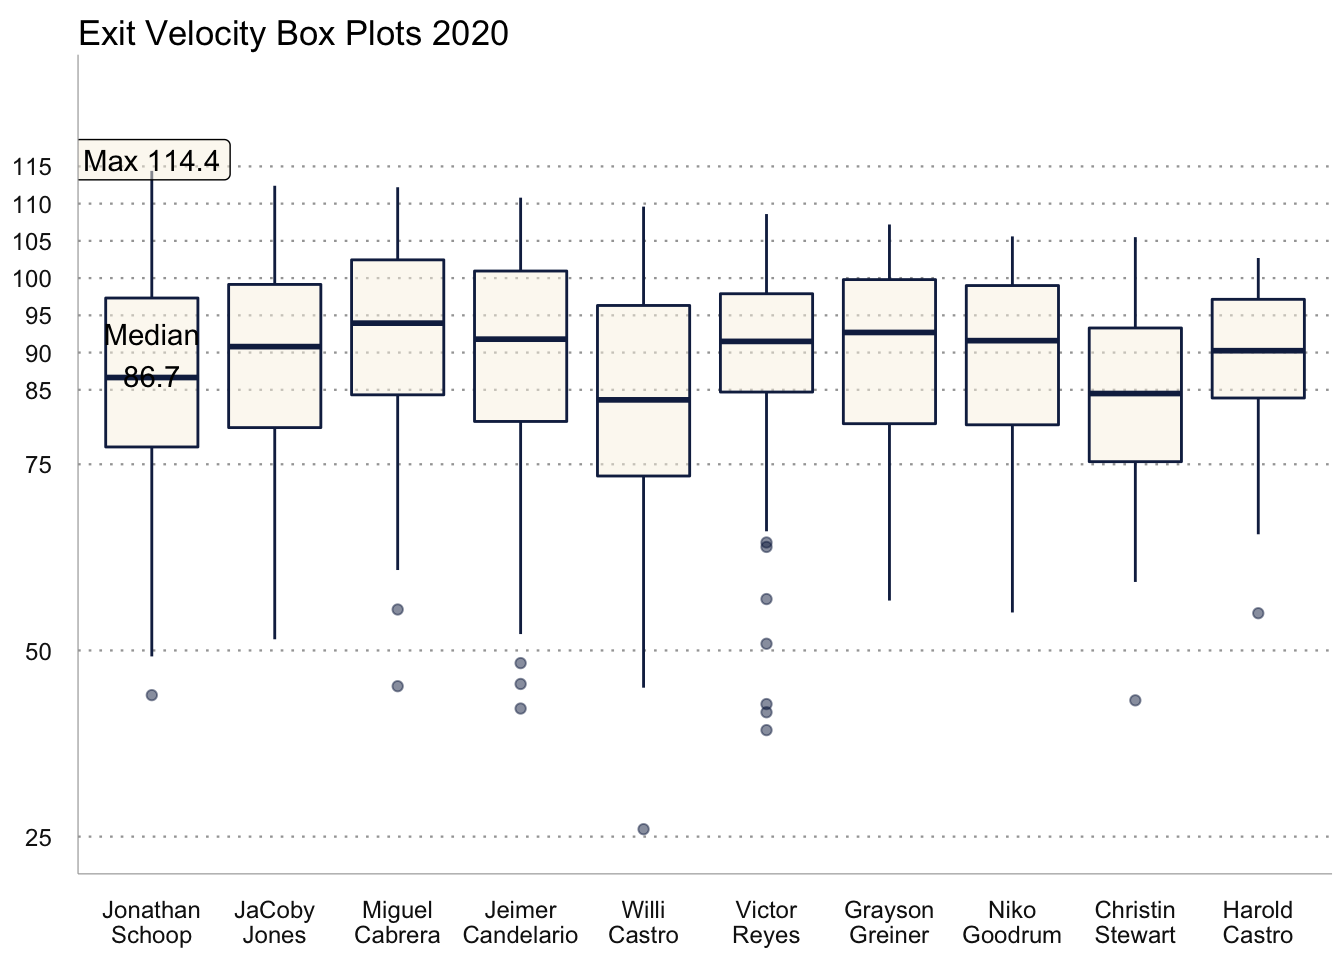 Exit Velocity Box Plots 2020
Max 114.4
115
110
105
100
95
Median
90
86.7
85
75
50
25
Jonathan JaCoby Miguel Jeimer Willi Victor Grayson Niko Christin Harold
Schoop Jones Cabrera Candelario Castro Reyes Greiner Goodrum Stewart Castro